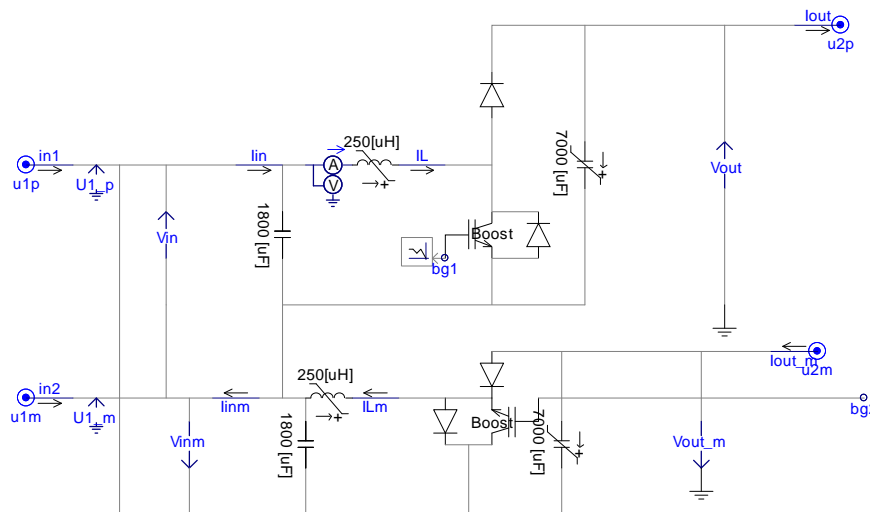 Iout
u2p
in1
u1p
U1_p
Iin
A
V
250[uH]
IL
7000 [uF]
Vout
Vin
1800 [uF]
Boost
bg1
Iout_m
u2m
in2
u1m
U1_m
Iinm
250[uH]
ILm
Boost
7000 [uF]
Vinm
1800 [uF]
Vout_m